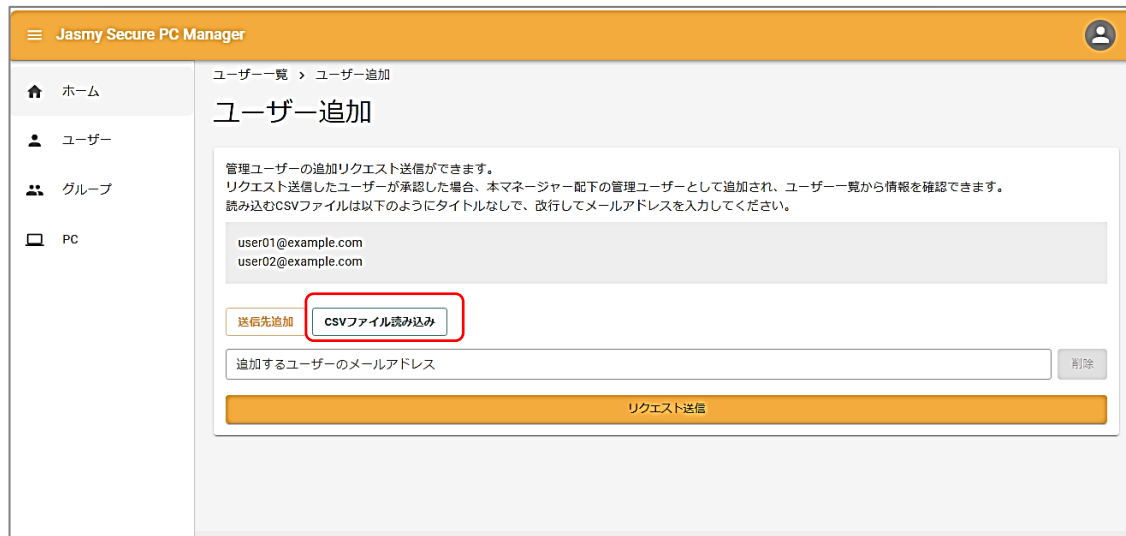 Jasmy Secure PC Manager
ホーム
ユーザー
グループ
PC
ユーザー一覧 > ユーザー追加
ユーザー追加
管理ユーザーの追加リクエスト送信ができます。
リクエスト送信したユーザーが承認した場合、本マネージャー配下の管理ユーザーとして追加され、ユーザー一覧から情報を確認できます。
読み込むCSVファイルは以下のようにタイトルなしで、改行してメールアドレスを入力してください。
user01@example.com
user02@example.com
送信先追加 CSVファイル読み込み
追加するユーザーのメールアドレス 削除
リクエスト送信